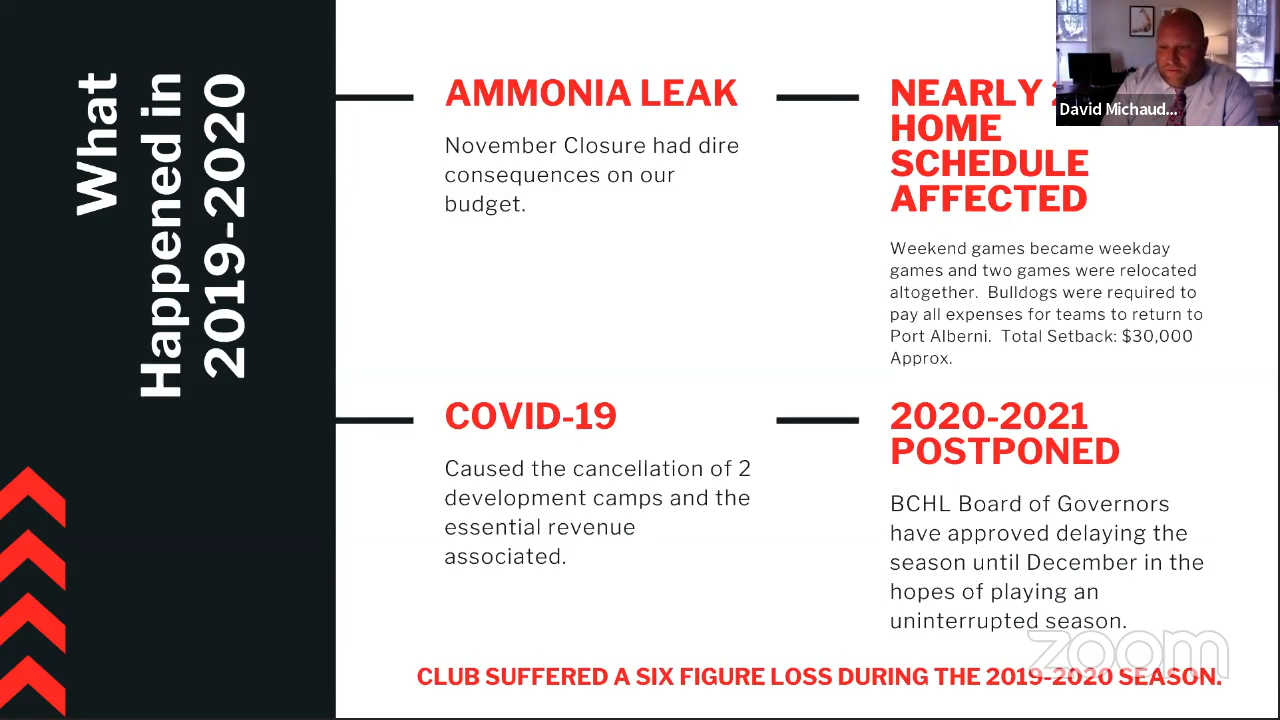 What
Happened in
2019-2020
AMMONIA LEAK
November Closure had dire
consequences on our
budget.
NEARLY
HOME
SCHEDULE
AFFECTED
Weekend games became weekday
games and two games were relocated
altogether. Bulldogs were required to
pay all expenses for teams to return to
Port Alberni. Total Setback: $30,000
Approx.
COVID-19
Caused the cancellation of 2
development camps and the
essential revenue
associated.
2020-2021
POSTPONED
BCHL Board of Governors
have approved delaying the
season until December in the
hopes of playing an
uninterrupted season.
CLUB SUFFERED A SIX FIGURE LOSS DURING THE 2019-2020 SEASON.
David Michaud...
zoom